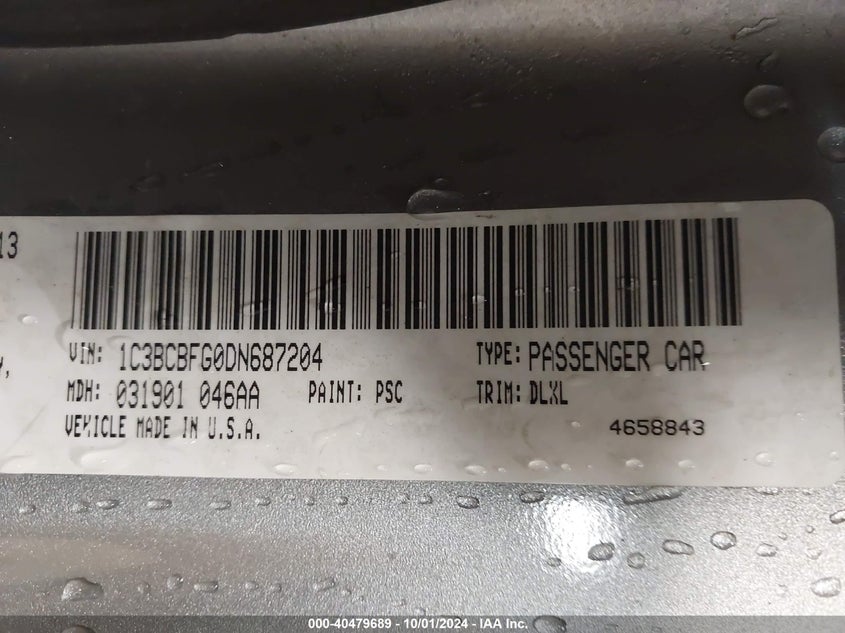 13
VIN: 1C3BCBFG0DN687204 TYPE: PASSENGER CAR
MDH: 031901 046AA PAINT: PSC TRIM: DLXL
VEHICLE MADE IN U.S.A. 4658843
000-40479689 - 10/01/2024 - IAA Inc.